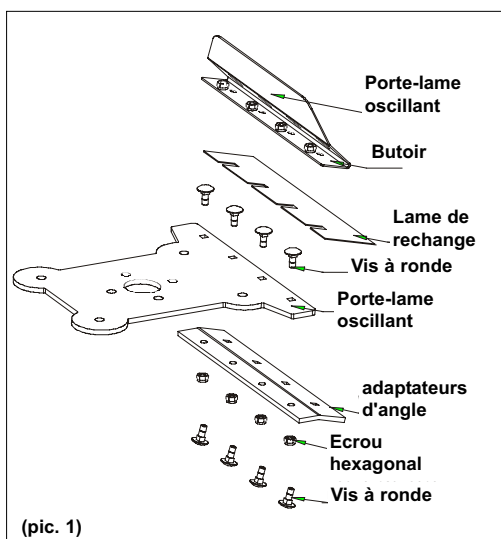 Porte-lame
oscillant
Butoir
Lame de
rechange
Vis à ronde
Porte-lame
oscillant
adaptateurs
d'angle
Ecrou
hexagonal
Vis à ronde
(pic. 1)